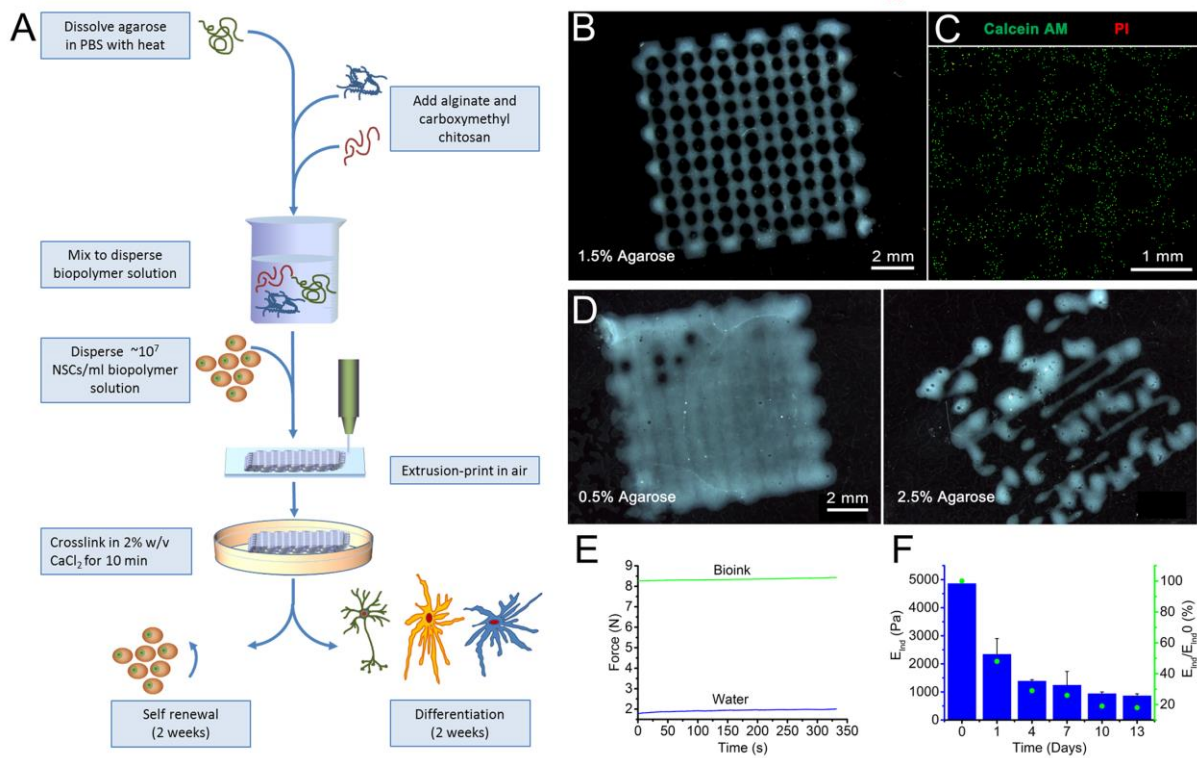 A
Dissolve agarose
in PBS with heat
Add alginate and
carboxymethyl
chitosan
Mix to disperse
biopolymer solution
Disperse ~10⁷
NSCs/ml biopolymer
solution
Extrusion-print in air
Crosslink in 2% w/v
CaCl₂ for 10 min
Self renewal
(2 weeks)
Differentiation
(2 weeks)
B
1.5% Agarose
2 mm
C
Calcein AM PI
1 mm
D
0.5% Agarose
2 mm
2.5% Agarose
E
Force (N)
9
8
7
6
5
4
3
2
Bioink
Water
0 50 100 150 200 250 300 350
Time (s)
F
E_Ind (Pa)
5000
4000
3000
2000
1000
0
100
80
60
40
20
E_Ind/E_Ind0 (%)
0 1 4 7 10 13
Time (Days)